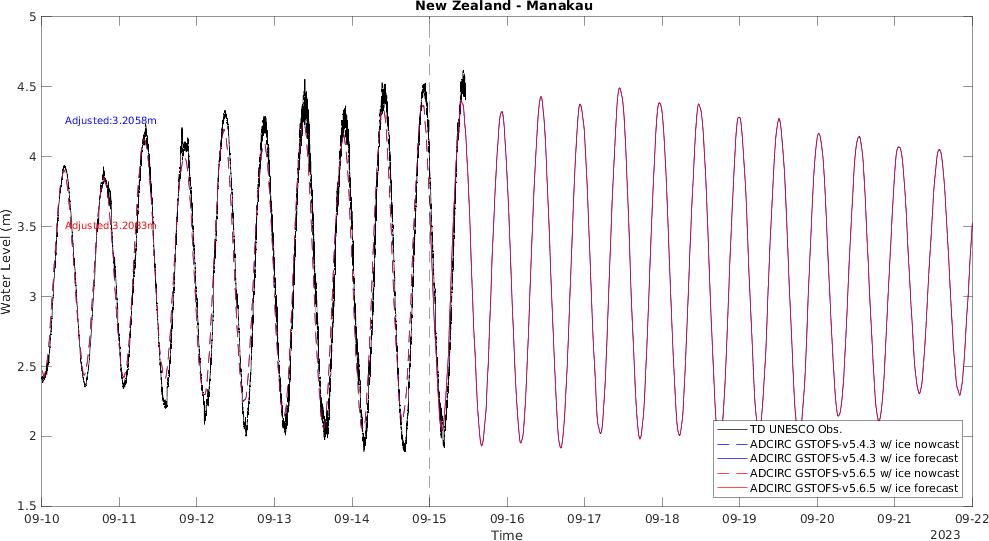 New Zealand - Manakau
Water Level (m)
5
4.5
4
3.5
3
2.5
2
1.5
Adjusted:3.2058m
Adjusted:3.2083m
TD UNESCO Obs.
ADCIRC GSTOFS-v5.4.3 w/ ice nowcast
ADCIRC GSTOFS-v5.4.3 w/ ice forecast
ADCIRC GSTOFS-v5.6.5 w/ ice nowcast
ADCIRC GSTOFS-v5.6.5 w/ ice forecast
09-10 09-11 09-12 09-13 09-14 09-15 09-16 09-17 09-18 09-19 09-20 09-21 09-22
Time
2023